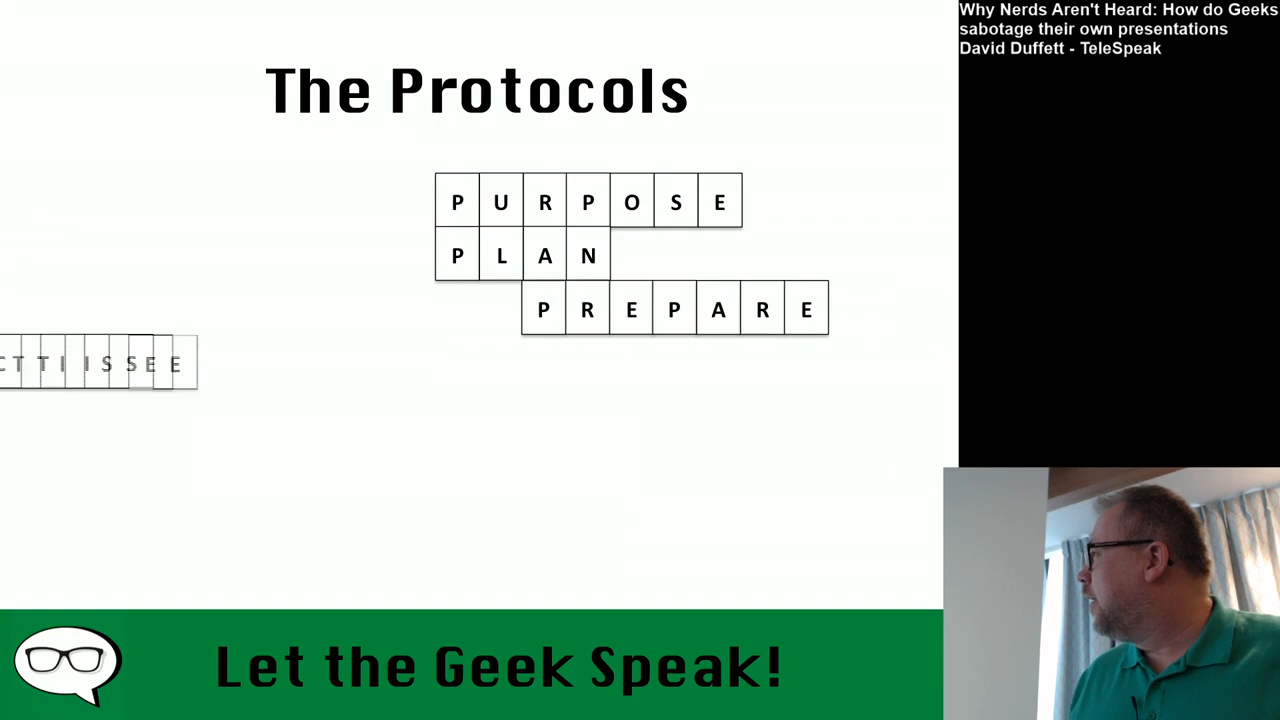 Why Nerds Aren't Heard: How do Geeks
sabotage their own presentations
David Duffett - TeleSpeak
The Protocols
PURPOSE
PLAN
PREPARE
Let the Geek Speak!